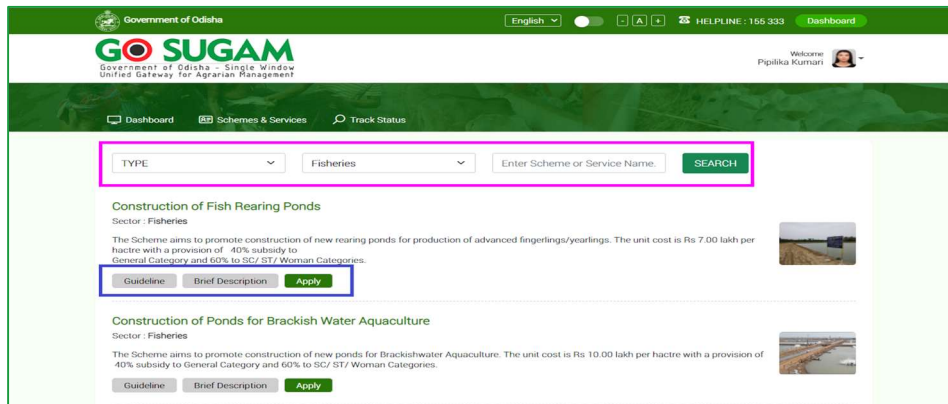 Government of Odisha
English
- A +
HELPLINE : 155 333
Dashboard
GO SUGAM
Government of Odisha – Single Window
Unified Gateway for Agrarian Management
Welcome
Pipilika Kumari
Dashboard
Schemes & Services
Track Status
TYPE
Fisheries
Enter Scheme or Service Name.
SEARCH
Construction of Fish Rearing Ponds
Sector : Fisheries
The Scheme aims to promote construction of new rearing ponds for production of advanced fingerlings/yearlings. The unit cost is Rs 7.00 lakh per
hactre with a provision of 40% subsidy to
General Category and 60% to SC/ ST/ Woman Categories.
Guideline
Brief Description
Apply
Construction of Ponds for Brackish Water Aquaculture
Sector : Fisheries
The Scheme aims to promote construction of new ponds for Brackishwater Aquaculture. The unit cost is Rs 10.00 lakh per hactre with a provision of
40% subsidy to General Category and 60% to SC/ ST/ Woman Categories.
Guideline
Brief Description
Apply